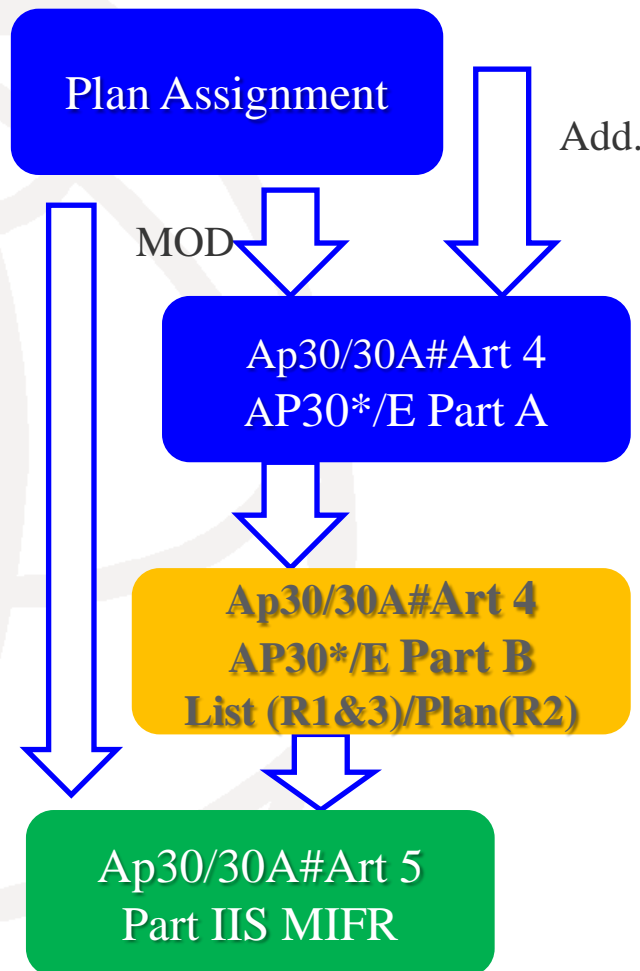 Plan Assignment
Add.
MOD
Ap30/30A#Art 4
AP30*/E Part A
Ap30/30A#Art 4
AP30*/E Part B
List (R1&3)/Plan(R2)
Ap30/30A#Art 5
Part IIS MIFR